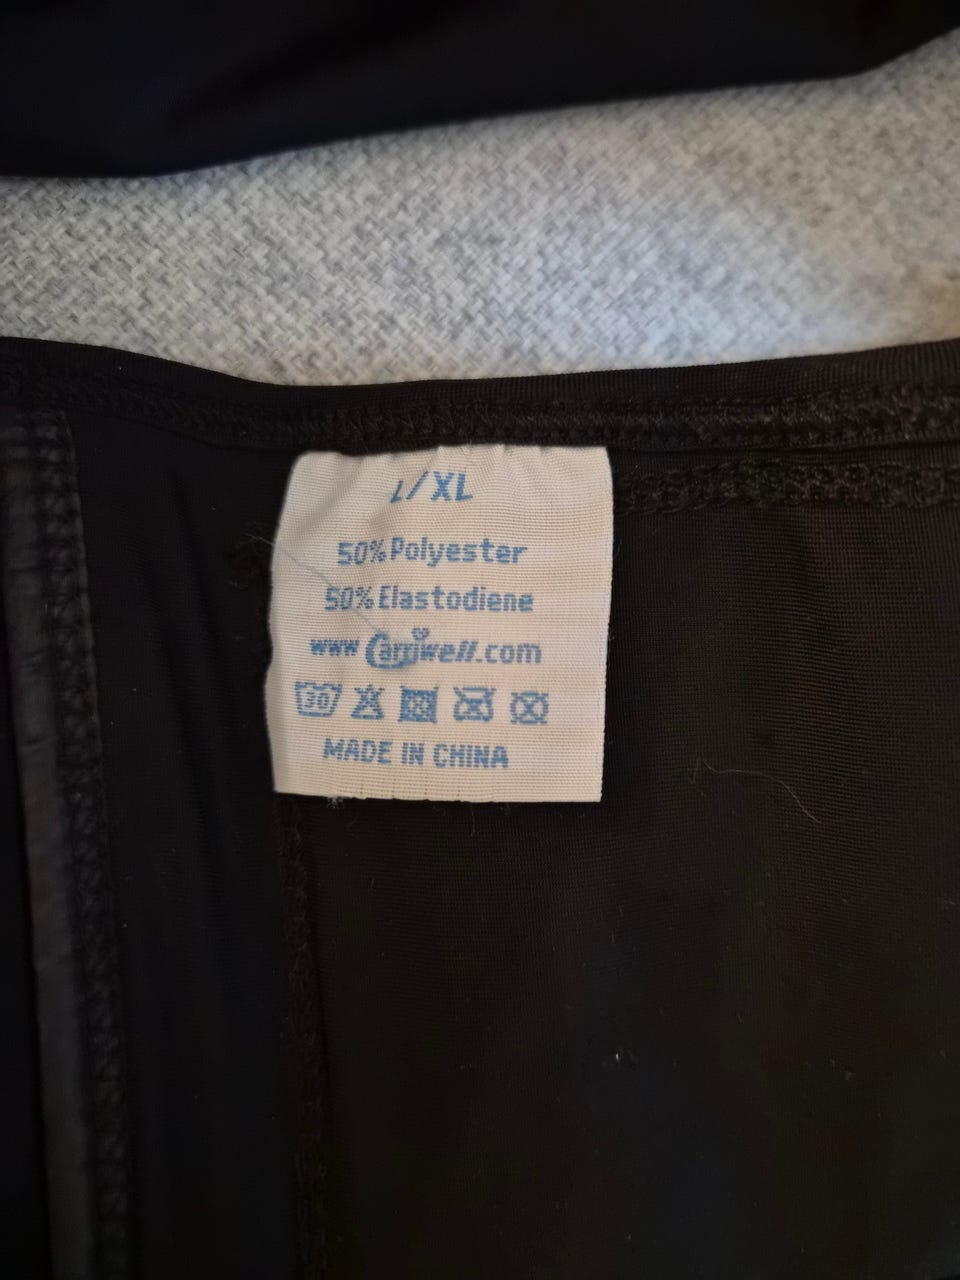 L/XL
50% Polyester
50% Elastodiene
www Carriwell.com
30
MADE IN CHINA